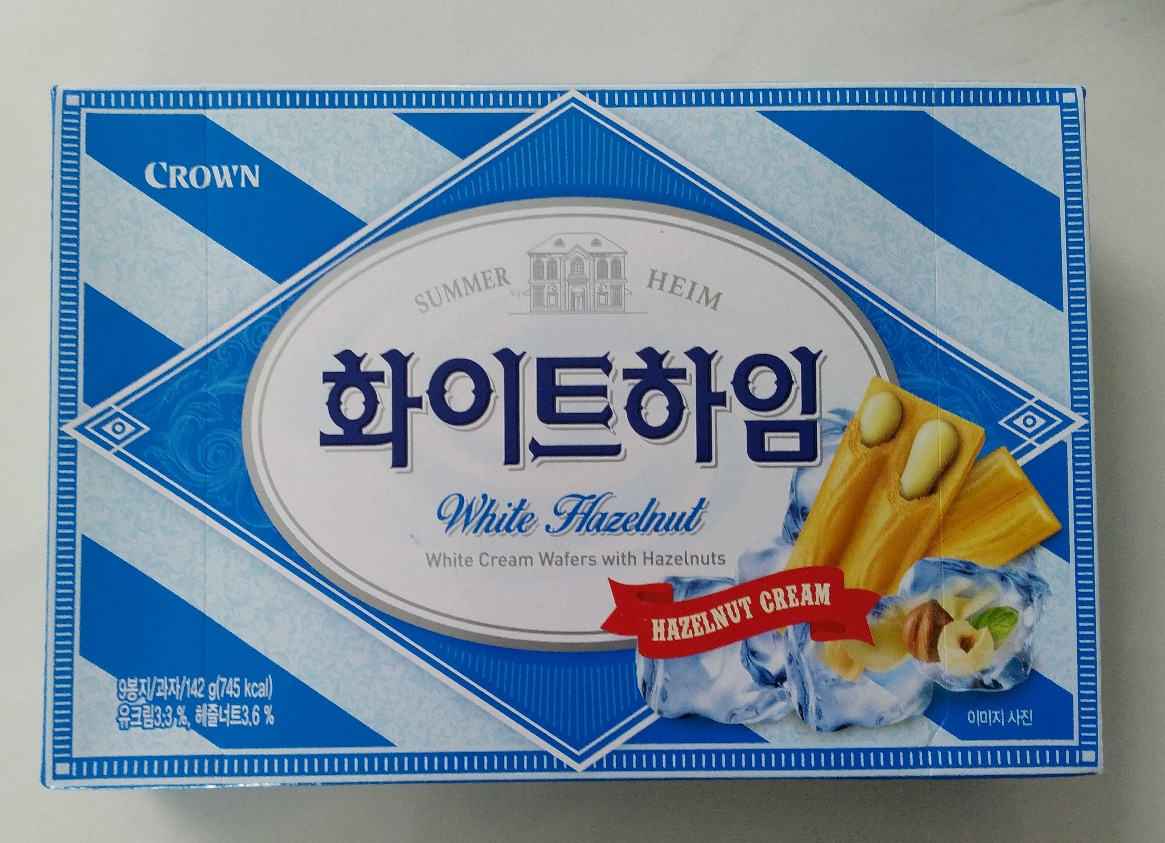 CROWN
SUMMER HEIM
화이트하임
White Hazelnut
White Cream Wafers with Hazelnuts
HAZELNUT CREAM
9봉지/과자/142 g(745 kcal)
유크림3.3 %, 헤즐너트3.6 %
이미지 사진